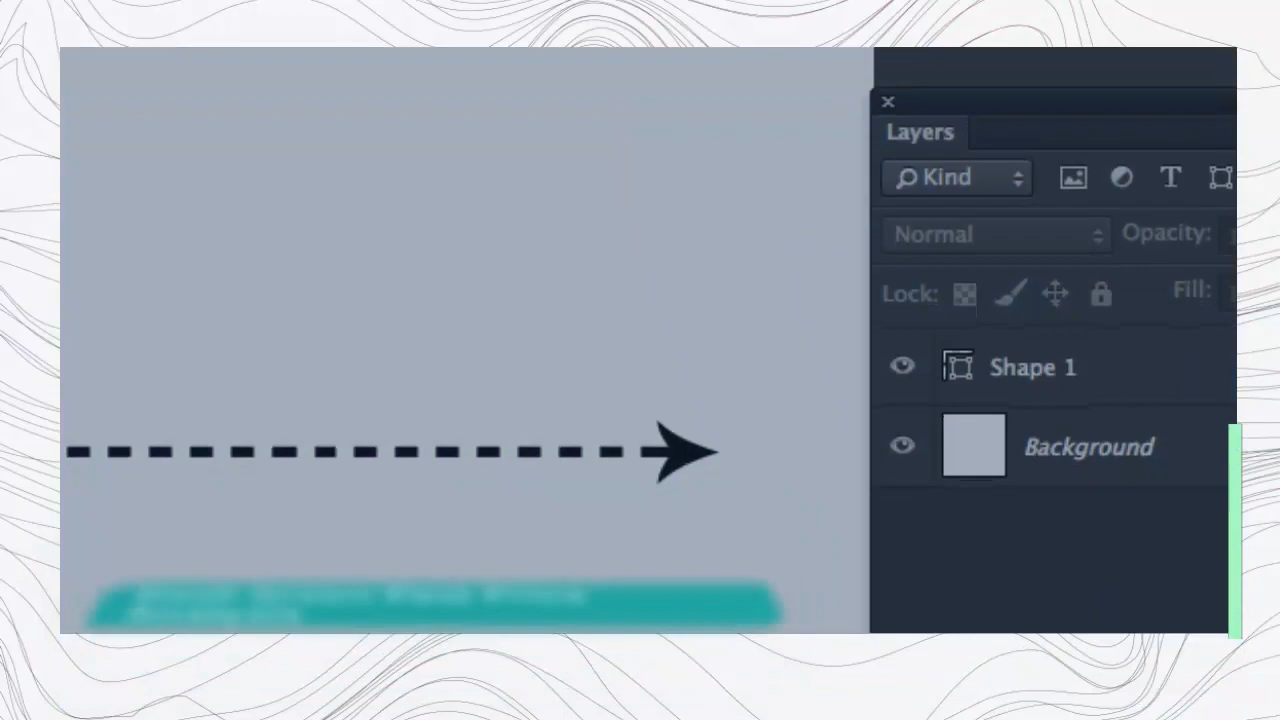 Layers
Kind
Normal
Opacity:
Lock:
Fill:
Shape 1
Background